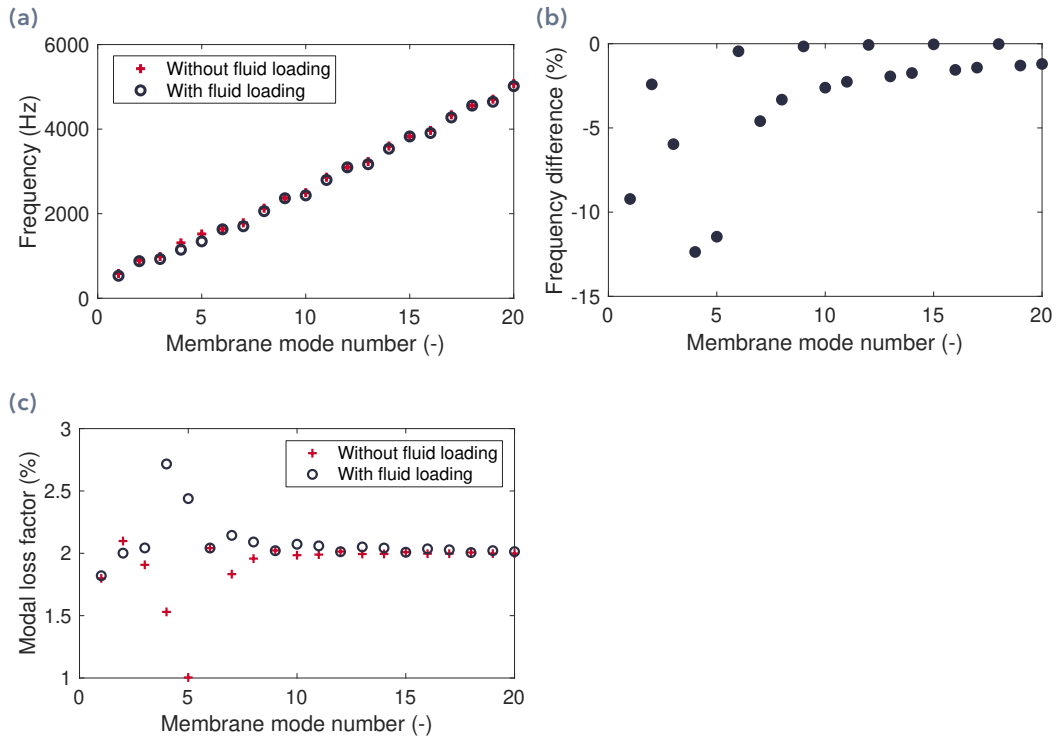 (a)
6000
4000
2000
0
Frequency (Hz)
Without fluid loading
With fluid loading
0 5 10 15 20
Membrane mode number (-)
(b)
0
-5
-10
-15
Frequency difference (%)
0 5 10 15 20
Membrane mode number (-)
(c)
3
2.5
2
1.5
1
Modal loss factor (%)
Without fluid loading
With fluid loading
0 5 10 15 20
Membrane mode number (-)